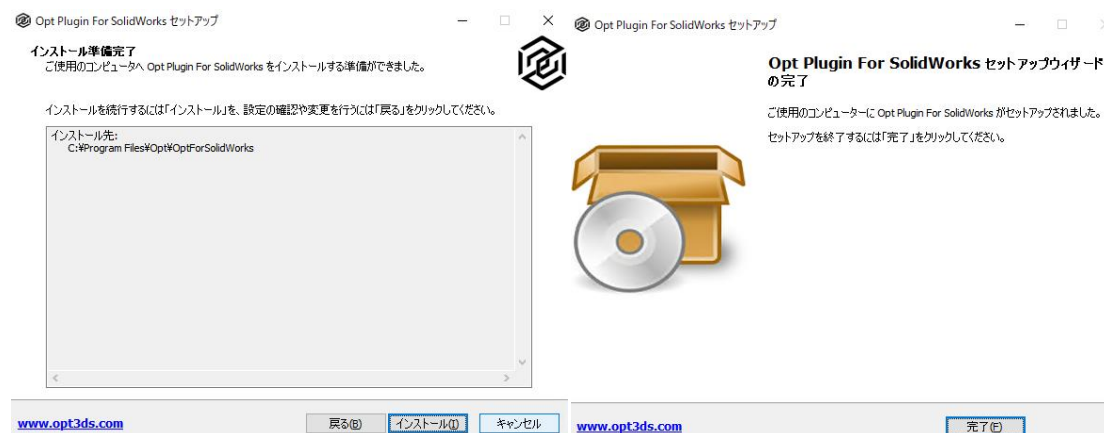 Opt Plugin For SolidWorks セットアップ
インストール準備完了
ご使用のコンピュータへ Opt Plugin For SolidWorks をインストールする準備ができました。
インストールを続行するには「インストール」を、設定の確認や変更を行うには「戻る」をクリックしてください。
インストール先:
C:¥Program Files¥Opt¥OptForSolidWorks
www.opt3ds.com
戻る(B)
インストール(I)
キャンセル
Opt Plugin For SolidWorks セットアップ
Opt Plugin For SolidWorks セットアップウィザード
の完了
ご使用のコンピューターに Opt Plugin For SolidWorks がセットアップされました。
セットアップを終了するには「完了」をクリックしてください。
www.opt3ds.com
完了(F)